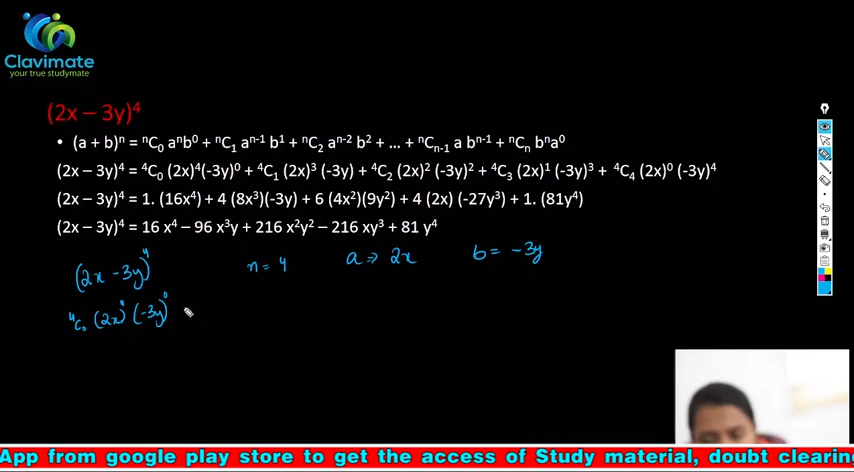 Clavimate
your true studymate
(2x – 3y)⁴
• (a + b)ⁿ = ⁿC₀ aⁿb⁰ + ⁿC₁ aⁿ⁻¹ b¹ + ⁿC₂ aⁿ⁻² b² + ... + ⁿCₙ₋₁ a bⁿ⁻¹ + ⁿCₙ bⁿa⁰
(2x – 3y)⁴ = ⁴C₀ (2x)⁴(-3y)⁰ + ⁴C₁ (2x)³ (-3y) + ⁴C₂ (2x)² (-3y)² + ⁴C₃ (2x)¹ (-3y)³ + ⁴C₄ (2x)⁰ (-3y)⁴
(2x – 3y)⁴ = 1. (16x⁴) + 4 (8x³)(-3y) + 6 (4x²)(9y²) + 4 (2x) (-27y³) + 1. (81y⁴)
(2x – 3y)⁴ = 16 x⁴ – 96 x³y + 216 x²y² – 216 xy³ + 81 y⁴
(2x - 3y)⁴ n = 4 a ⇒ 2x b = -3y
⁴C₀ (2x)⁴ (-3y)⁰
App from google play store to get the access of Study material, doubt clearin